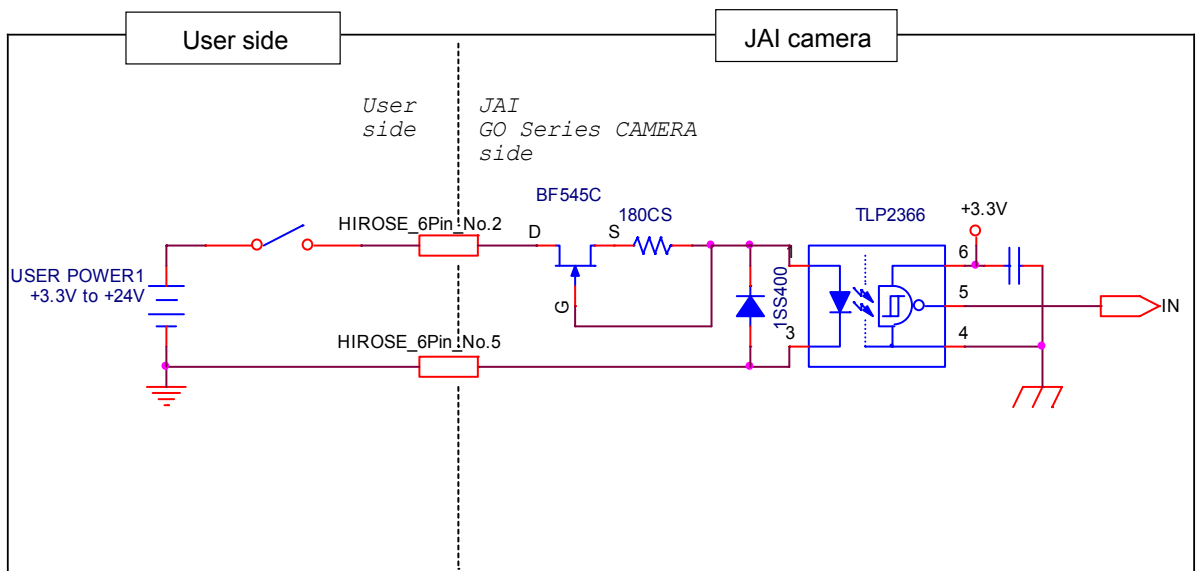 User side
JAI camera
User
side
JAI
GO Series CAMERA
side
BF545C
180CS
TLP2366
+3.3V
HIROSE_6Pin_No.2
D
S
1
6
USER POWER1
+3.3V to +24V
G
1SS400
5
IN
3
4
HIROSE_6Pin_No.5